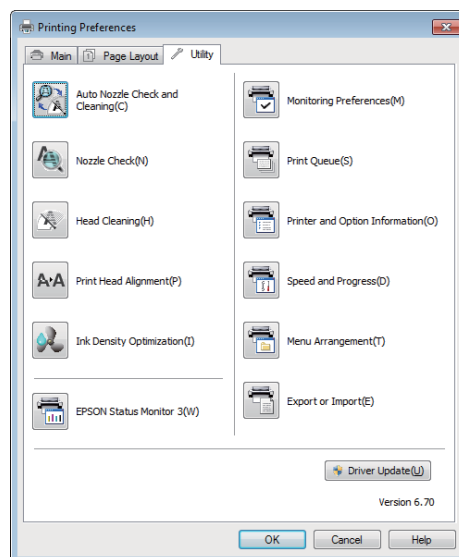 Printing Preferences
Main
Page Layout
Utility
Auto Nozzle Check and
Cleaning(C)
Nozzle Check(N)
Head Cleaning(H)
Print Head Alignment(P)
Ink Density Optimization(I)
EPSON Status Monitor 3(W)
Monitoring Preferences(M)
Print Queue(S)
Printer and Option Information(O)
Speed and Progress(D)
Menu Arrangement(T)
Export or Import(E)
Driver Update(U)
Version 6.70
OK
Cancel
Help